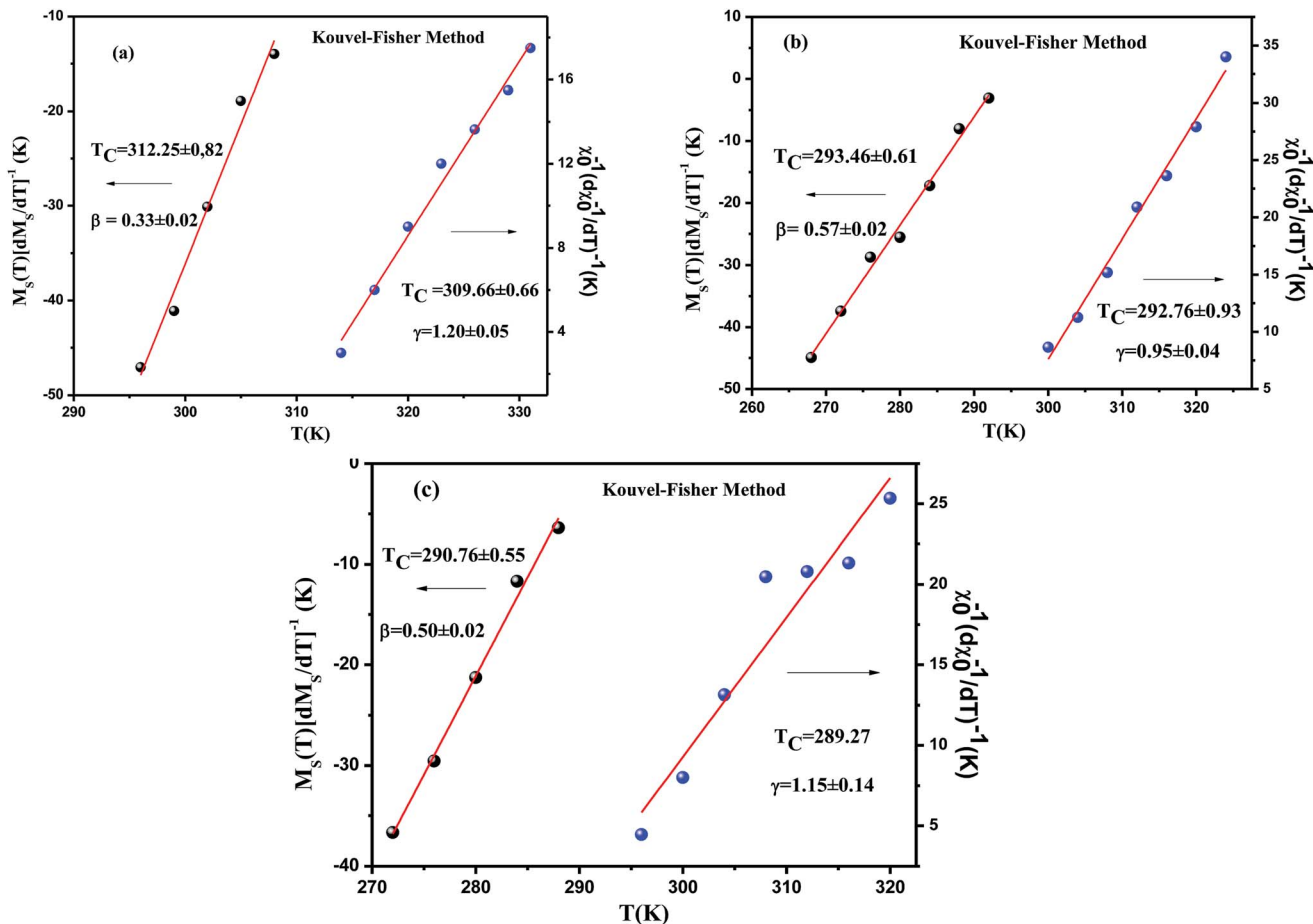 (a)
Kouvel-Fisher Method
T_C=312.25±0,82
β = 0.33±0.02
T_C =309.66±0.66
γ=1.20±0.05
M_S(T)[dM_S/dT]^-1 (K)
-10
-20
-30
-40
-50
χ_0^-1(dχ_0^-1/dT)^-1(K)
16
12
8
4
290
300
310
320
330
T(K)
(b)
Kouvel-Fisher Method
T_C=293.46±0.61
β= 0.57±0.02
T_C=292.76±0.93
γ=0.95±0.04
M_S(T)[dM_S/dT]^-1 (K)
10
0
-10
-20
-30
-40
-50
χ_0^-1(dχ_0^-1/dT)^-1(K)
35
30
25
20
15
10
5
260
270
280
290
300
310
320
T(K)
(c)
Kouvel-Fisher Method
T_C=290.76±0.55
β=0.50±0.02
T_C=289.27
γ=1.15±0.14
M_S(T)[dM_S/dT]^-1 (K)
0
-10
-20
-30
-40
χ_0^-1(dχ_0^-1/dT)^-1(K)
25
20
15
10
5
270
280
290
300
310
320
T(K)